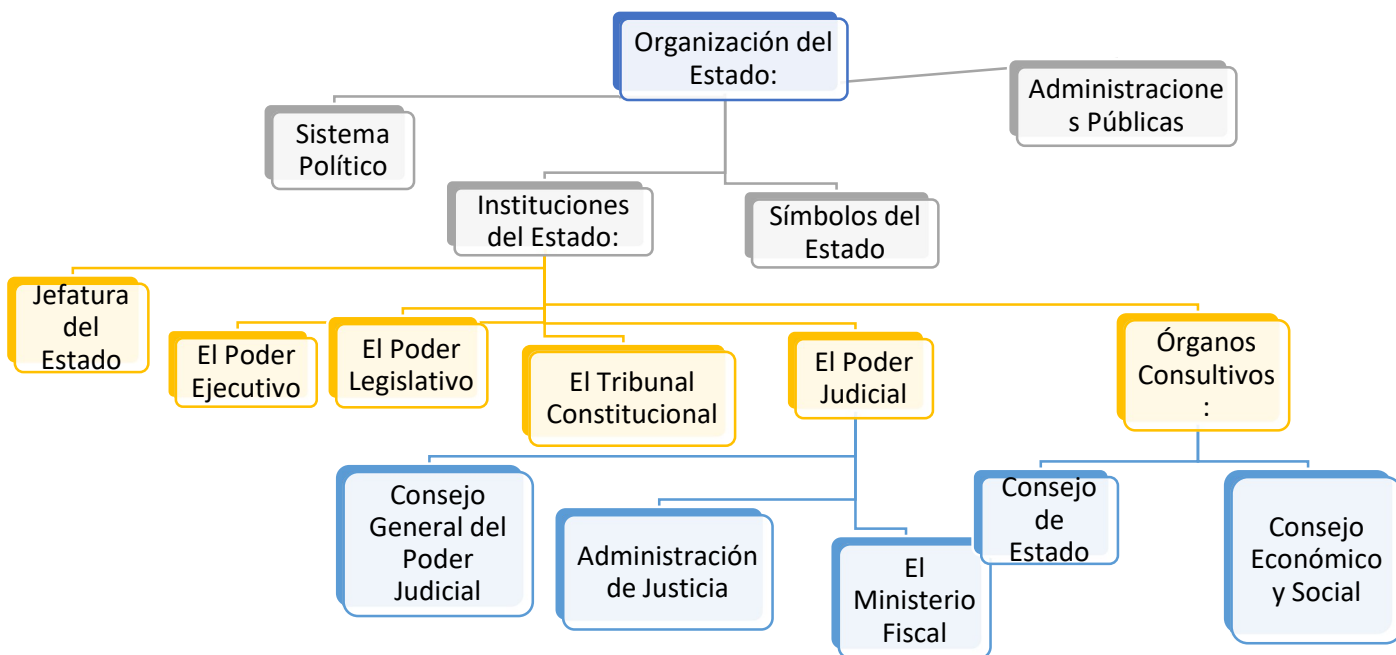 Organización del
Estado:
Administracione
s Públicas
Sistema
Político
Instituciones
del Estado:
Símbolos del
Estado
Jefatura
del
Estado
El Poder
Ejecutivo
El Poder
Legislativo
El Tribunal
Constitucional
El Poder
Judicial
Órganos
Consultivos
:
Consejo
General del
Poder
Judicial
Administración
de Justicia
El
Ministerio
Fiscal
Consejo
de
Estado
Consejo
Económico
y Social